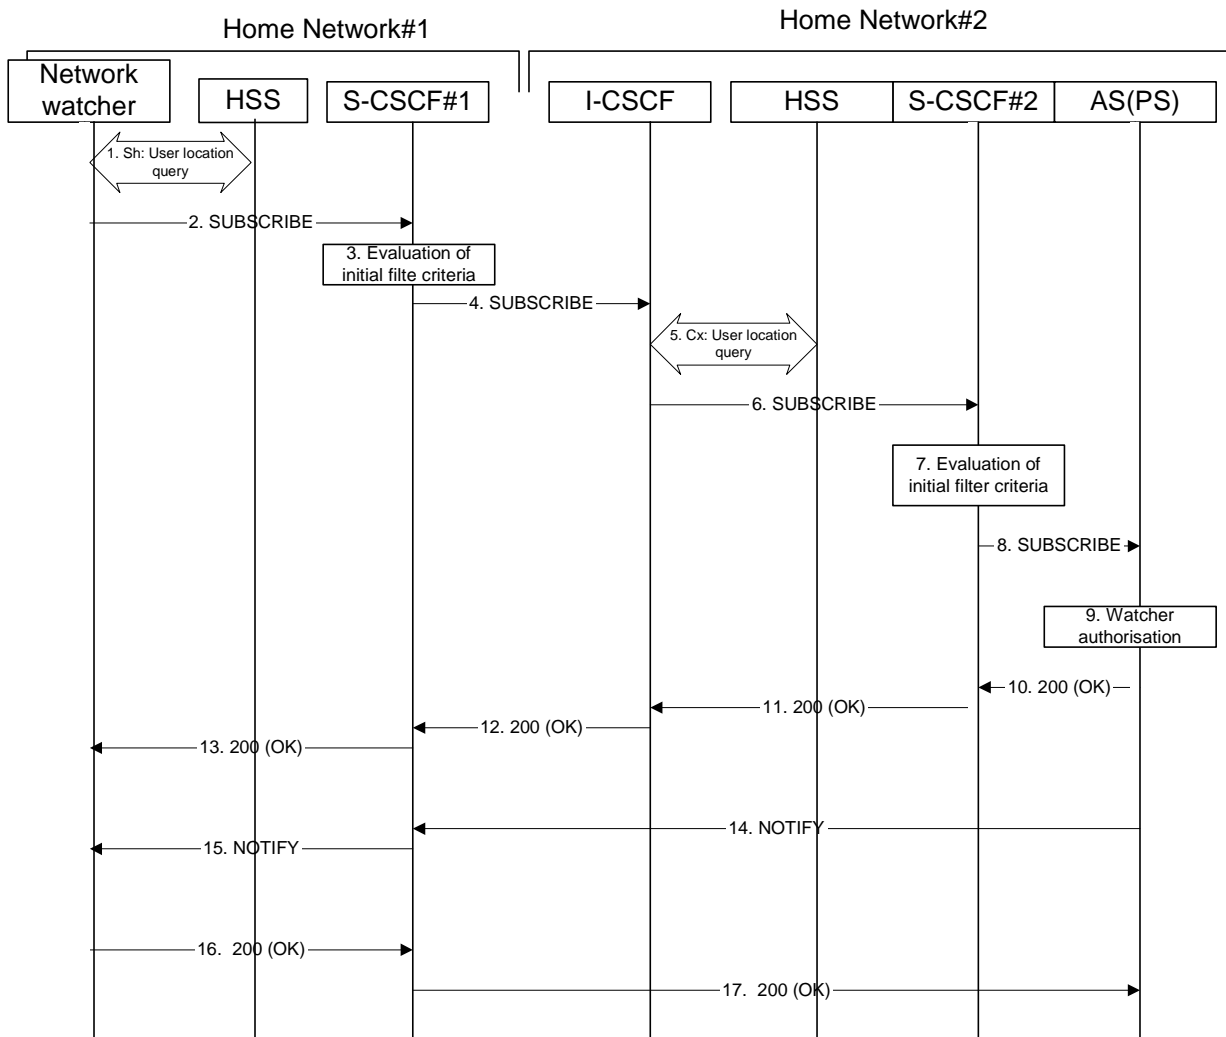 Home Network#1
Home Network#2
Network
watcher
HSS
S-CSCF#1
I-CSCF
HSS
S-CSCF#2
AS(PS)
1. Sh: User location
query
2. SUBSCRIBE
3. Evaluation of
initial filte criteria
4. SUBSCRIBE
5. Cx: User location
query
6. SUBSCRIBE
7. Evaluation of
initial filter criteria
8. SUBSCRIBE
9. Watcher
authorisation
10. 200 (OK)
11. 200 (OK)
12. 200 (OK)
13. 200 (OK)
14. NOTIFY
15. NOTIFY
16. 200 (OK)
17. 200 (OK)